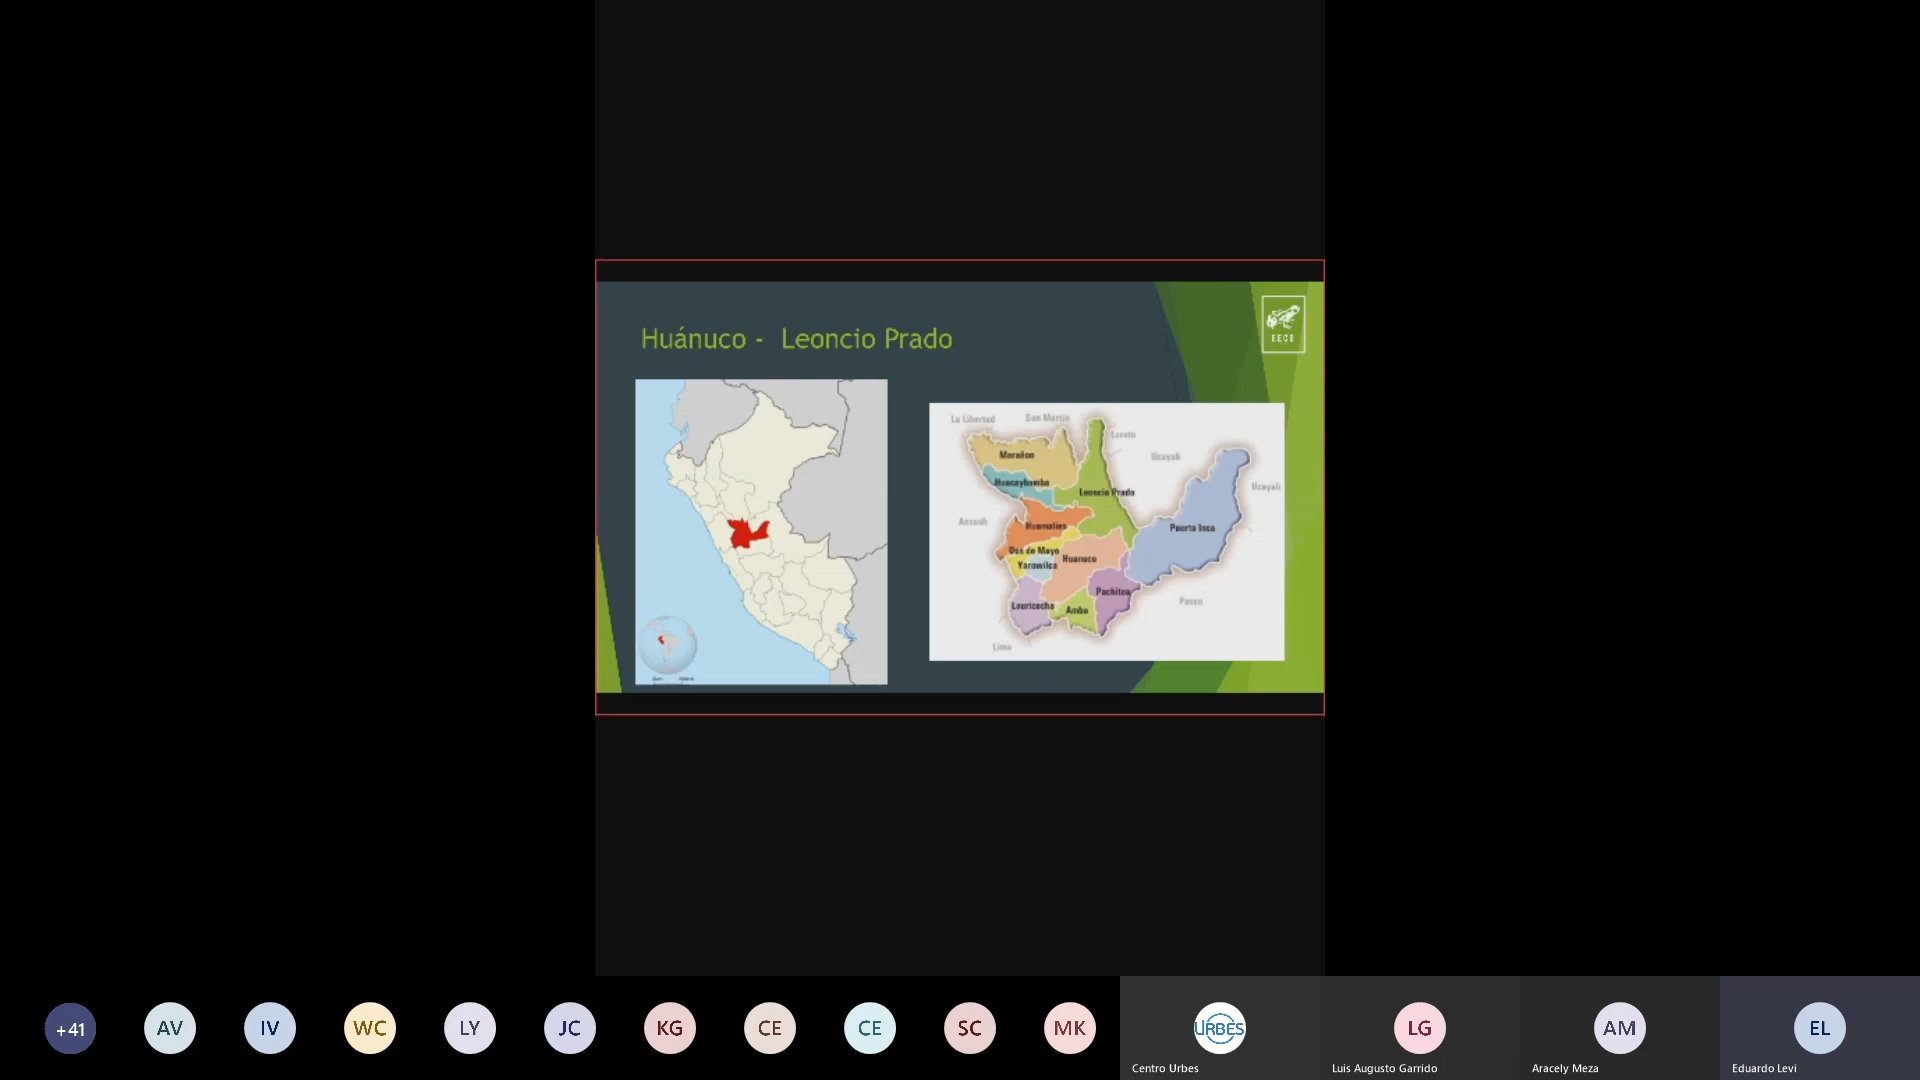 Huánuco - Leoncio Prado
EECO
La Libertad
San Martín
Loreto
Ucayali
Marañon
Huacaybamba
Leoncio Prado
Ucayali
Ancash
Huamalíes
Puerto Inca
Dos de Mayo
Huanuco
Yarowilca
Pachitea
Lauricocha
Ambo
Pasco
Lima
+41
AV
IV
WC
LY
JC
KG
CE
CE
SC
MK
URBES
LG
AM
EL
Centro Urbes
Luis Augusto Garrido
Aracely Meza
Eduardo Levi